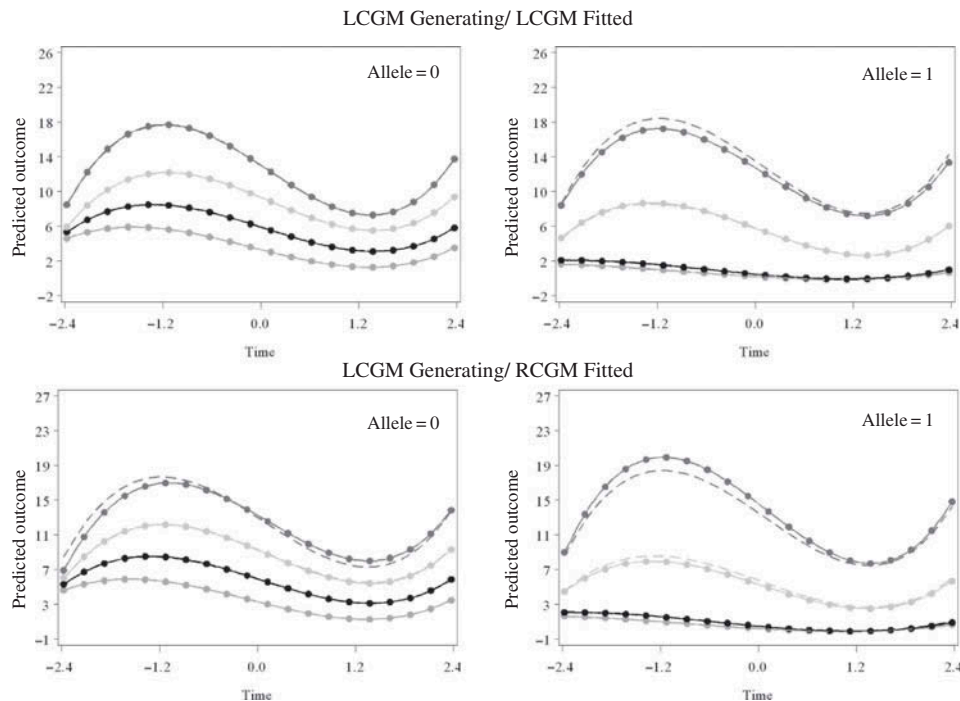 LCGM Generating/ LCGM Fitted
Predicted outcome
26
22
18
14
10
6
2
−2
Allele = 0
−2.4 −1.2 0.0 1.2 2.4
Time
Predicted outcome
26
22
18
14
10
6
2
−2
Allele = 1
−2.4 −1.2 0.0 1.2 2.4
Time
LCGM Generating/ RCGM Fitted
Predicted outcome
27
23
19
15
11
7
3
−1
Allele = 0
−2.4 −1.2 0.0 1.2 2.4
Time
Predicted outcome
27
23
19
15
11
7
3
−1
Allele = 1
−2.4 −1.2 0.0 1.2 2.4
Time